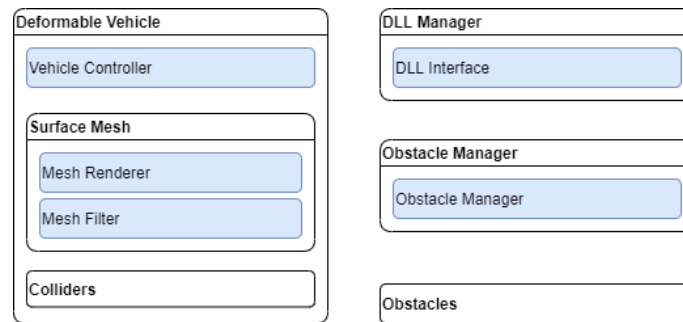 Deformable Vehicle
Vehicle Controller
Surface Mesh
Mesh Renderer
Mesh Filter
Colliders
DLL Manager
DLL Interface
Obstacle Manager
Obstacle Manager
Obstacles